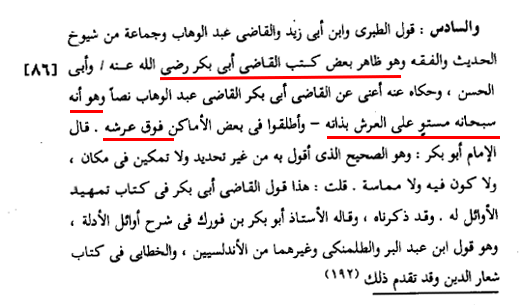 والسادس : قول الطبرى وابن أبى زيد والقاضى عبد الوهاب وجماعة من شيوخ
الحديث والفقه وهو ظاهر بعض كتب القاضى أبى بكر رضى الله عنه / وأبى [٨٦]
الحسن ، وحكاه عنه أعنى عن القاضى أبى بكر القاضى عبد الوهاب نصاً وهو أنه
سبحانه مستوٍ على العرش بذاته – وأطلقوا فى بعض الأماكن فوق عرشه . قال
الإمام أبو بكر : وهو الصحيح الذى أقول به من غير تحديد ولا تمكين فى مكان ،
ولا كون فيه ولا مماسة . قلت : هذا قول القاضى أبى بكر فى كتاب تمهيد
الأوائل له . وقد ذكرناه ، وقاله الأستاذ أبو بكر بن فورك فى شرح أوائل الأدلة ،
وهو قول ابن عبد البر والطلمنكى وغيرهما من الأندلسيين ، والخطابى فى كتاب
شعار الدين وقد تقدم ذلك (١٩٢)